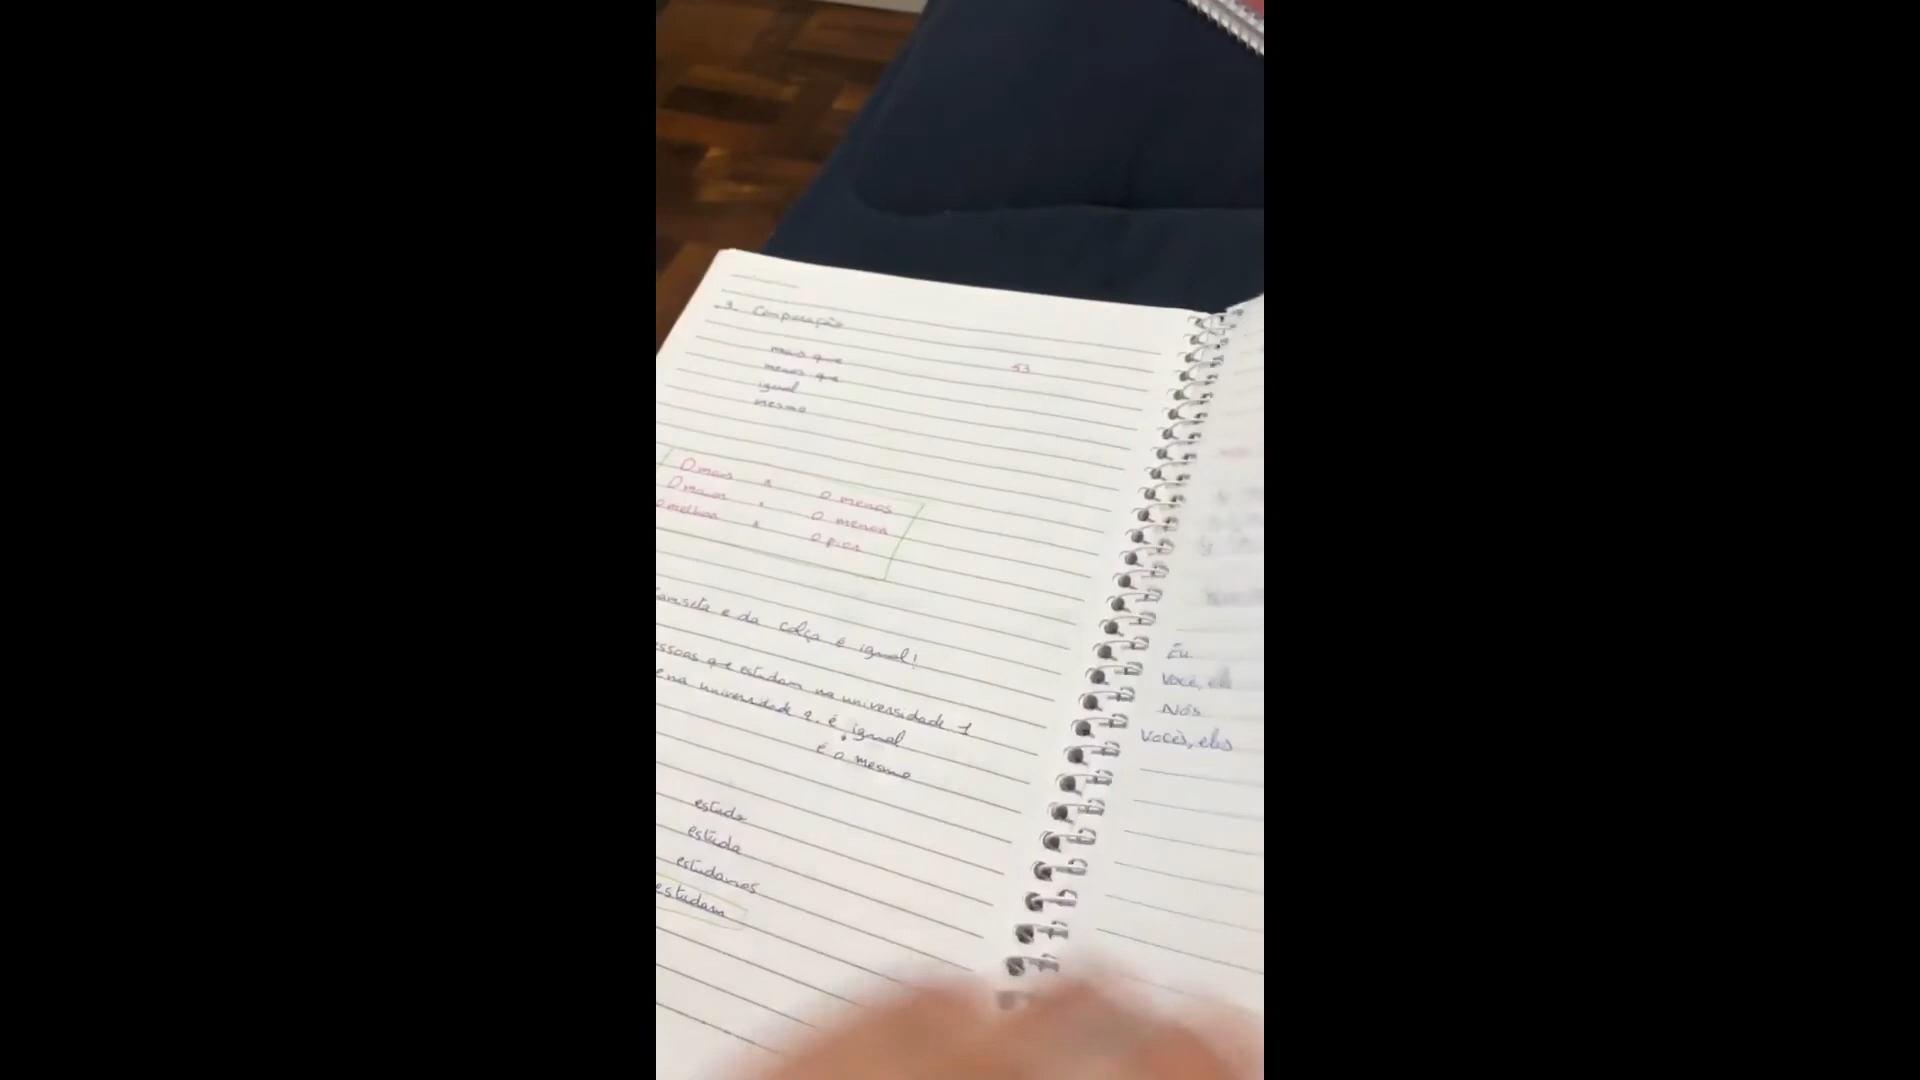 3. Comparação
mais que
53
menos que
igual
mesmo
O mais x o menos
O maior x o menor
O melhor x o pior
camiseta e da calça é igual!
essoas que estudam na universidade 1
e na universidade 2 é igual
é o mesmo
estudo
estuda
estudamos
estudam
Eu
Você, ele
Nós
Vocês, eles